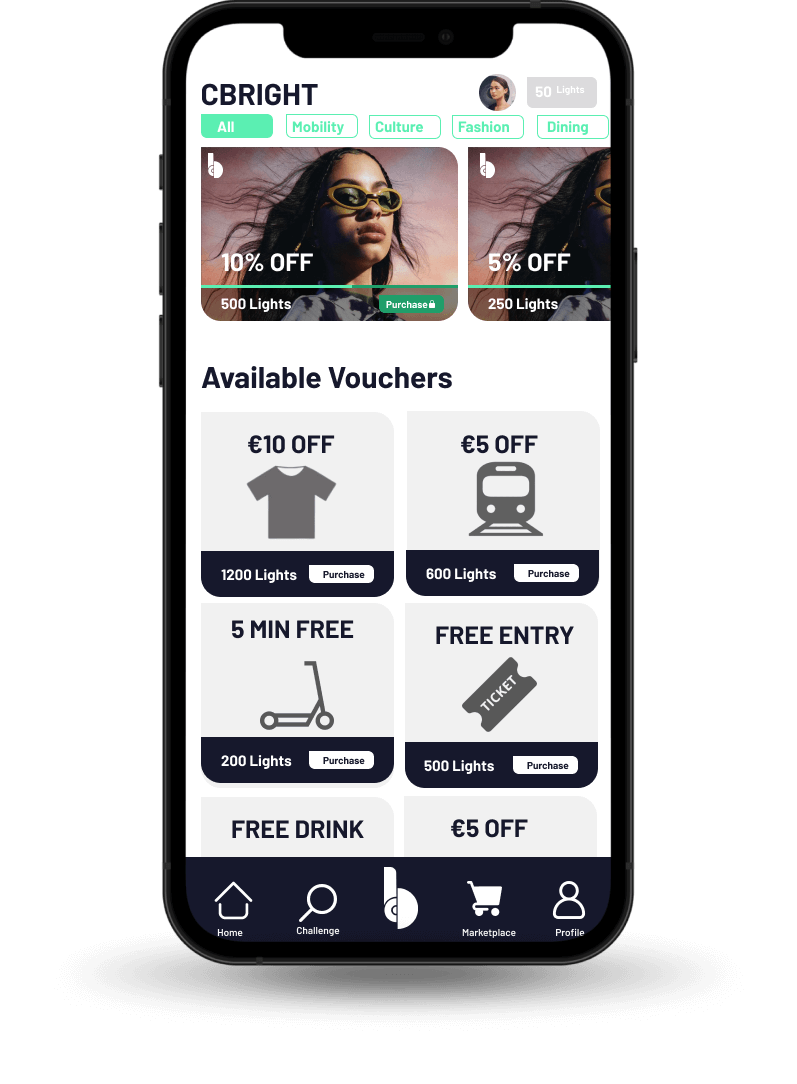 CBRIGHT
50 Lights
All Mobility Culture Fashion Dining
10% OFF
500 Lights Purchase
5% OFF
250 Lights
Available Vouchers
€10 OFF
1200 Lights Purchase
€5 OFF
600 Lights Purchase
5 MIN FREE
200 Lights Purchase
FREE ENTRY
TICKET
500 Lights Purchase
FREE DRINK
€5 OFF
Home Challenge Marketplace Profile